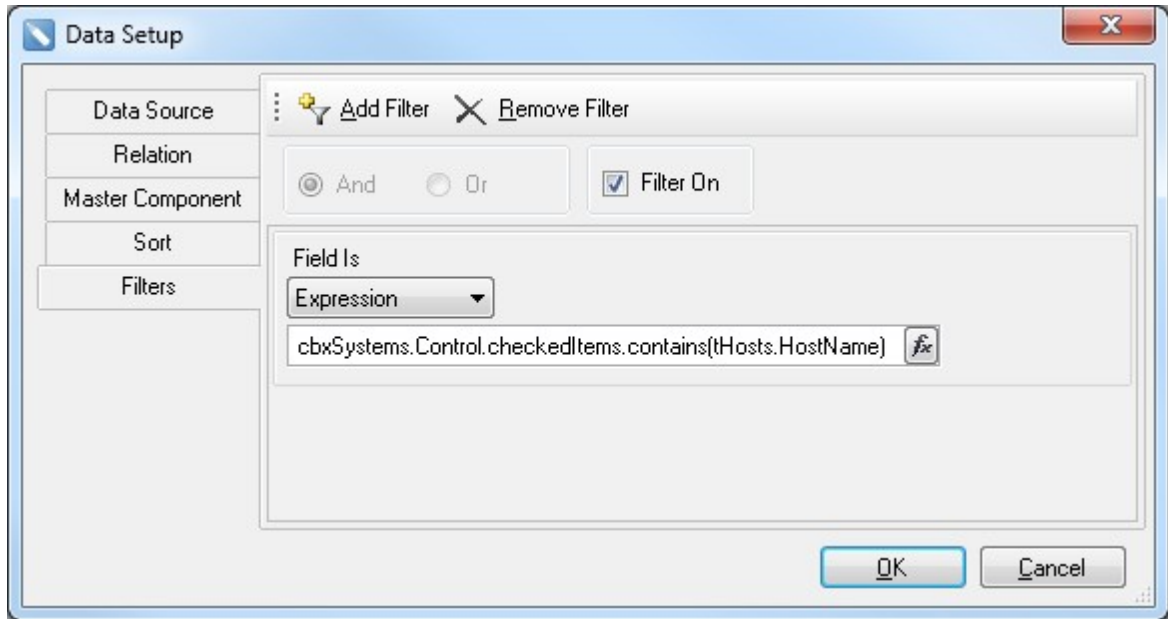 Data Setup
Data Source
Relation
Master Component
Sort
Filters
Add Filter Remove Filter
And Or Filter On
Field Is
Expression
cbxSystems.Control.checkedItems.contains(tHosts.HostName) fx
OK Cancel